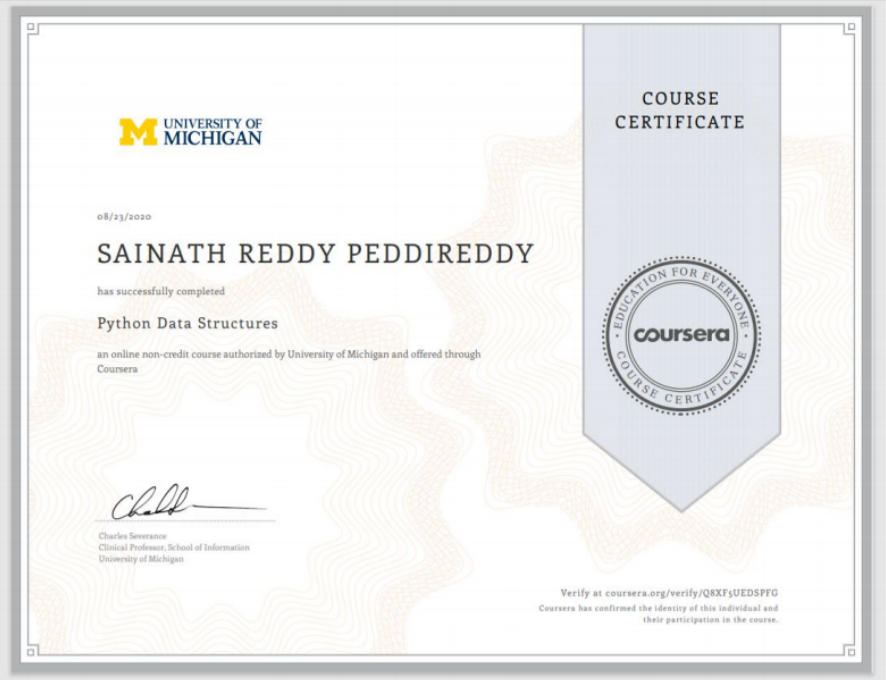 UNIVERSITY OF
MICHIGAN
COURSE
CERTIFICATE
08/23/2020
SAINATH REDDY PEDDIREDDY
has successfully completed
Python Data Structures
an online non-credit course authorized by University of Michigan and offered through
Coursera
EDUCATION FOR EVERYONE
coursera
COURSE CERTIFICATE
Charles Severance
Clinical Professor, School of Information
University of Michigan
Verify at coursera.org/verify/Q8XF5UEDSPFG
Coursera has confirmed the identity of this individual and
their participation in the course.